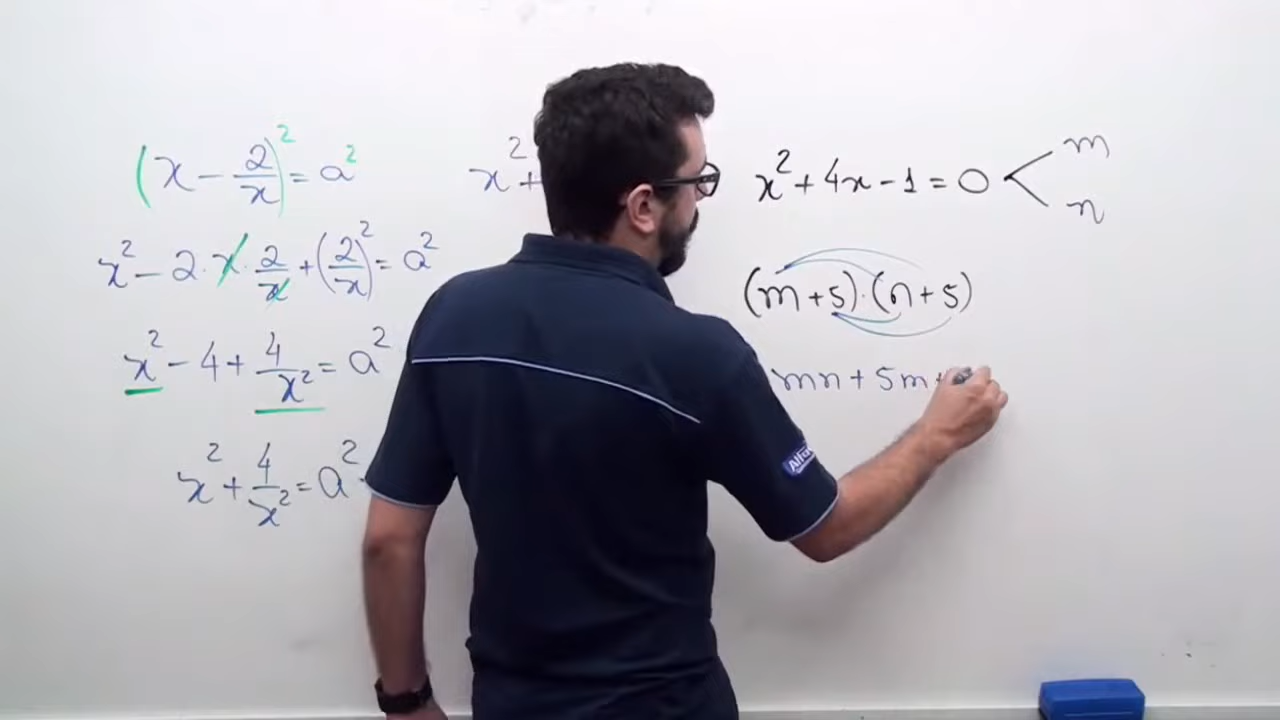 (x - 2/x)² = a²
x² - 2·x·2/x + (2/x)² = a²
x² - 4 + 4/x² = a²
x² + 4/x² = a²
x² +
x² + 4x - 1 = 0 < m n
(m + 5)·(n + 5)
mn + 5m +